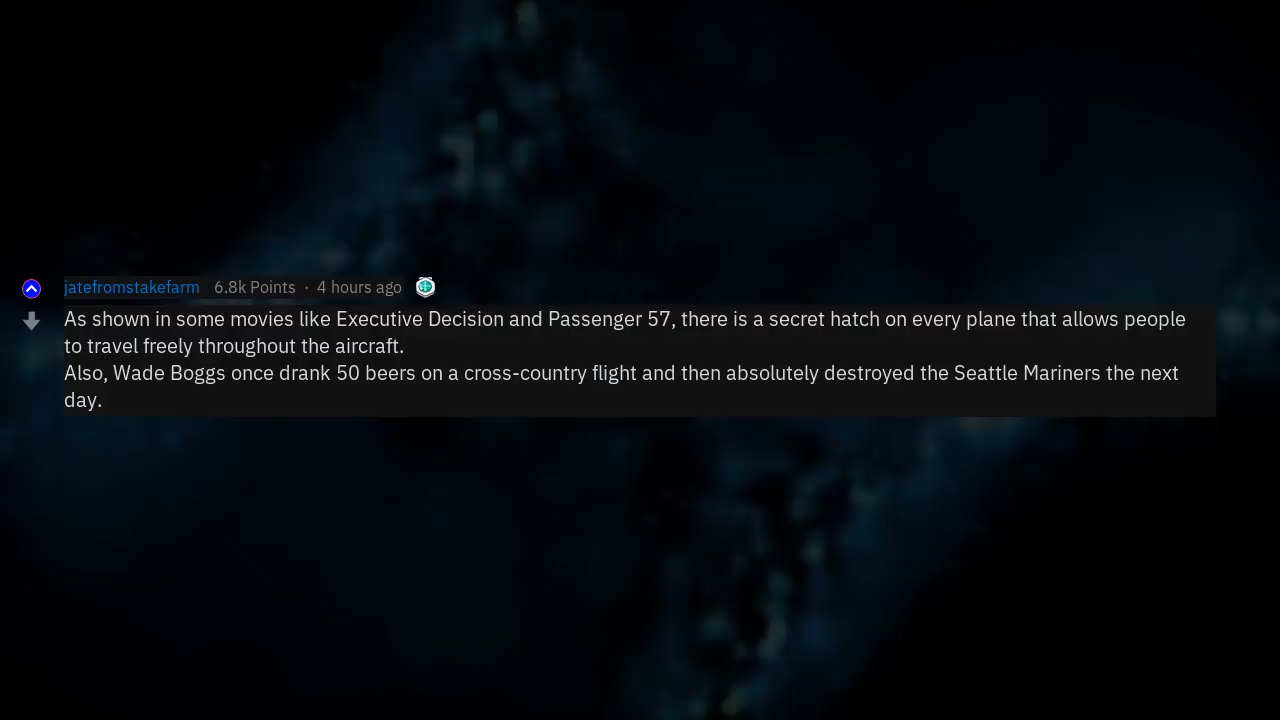 jatefromstakefarm 6.8k Points · 4 hours ago
As shown in some movies like Executive Decision and Passenger 57, there is a secret hatch on every plane that allows people
to travel freely throughout the aircraft.
Also, Wade Boggs once drank 50 beers on a cross-country flight and then absolutely destroyed the Seattle Mariners the next
day.